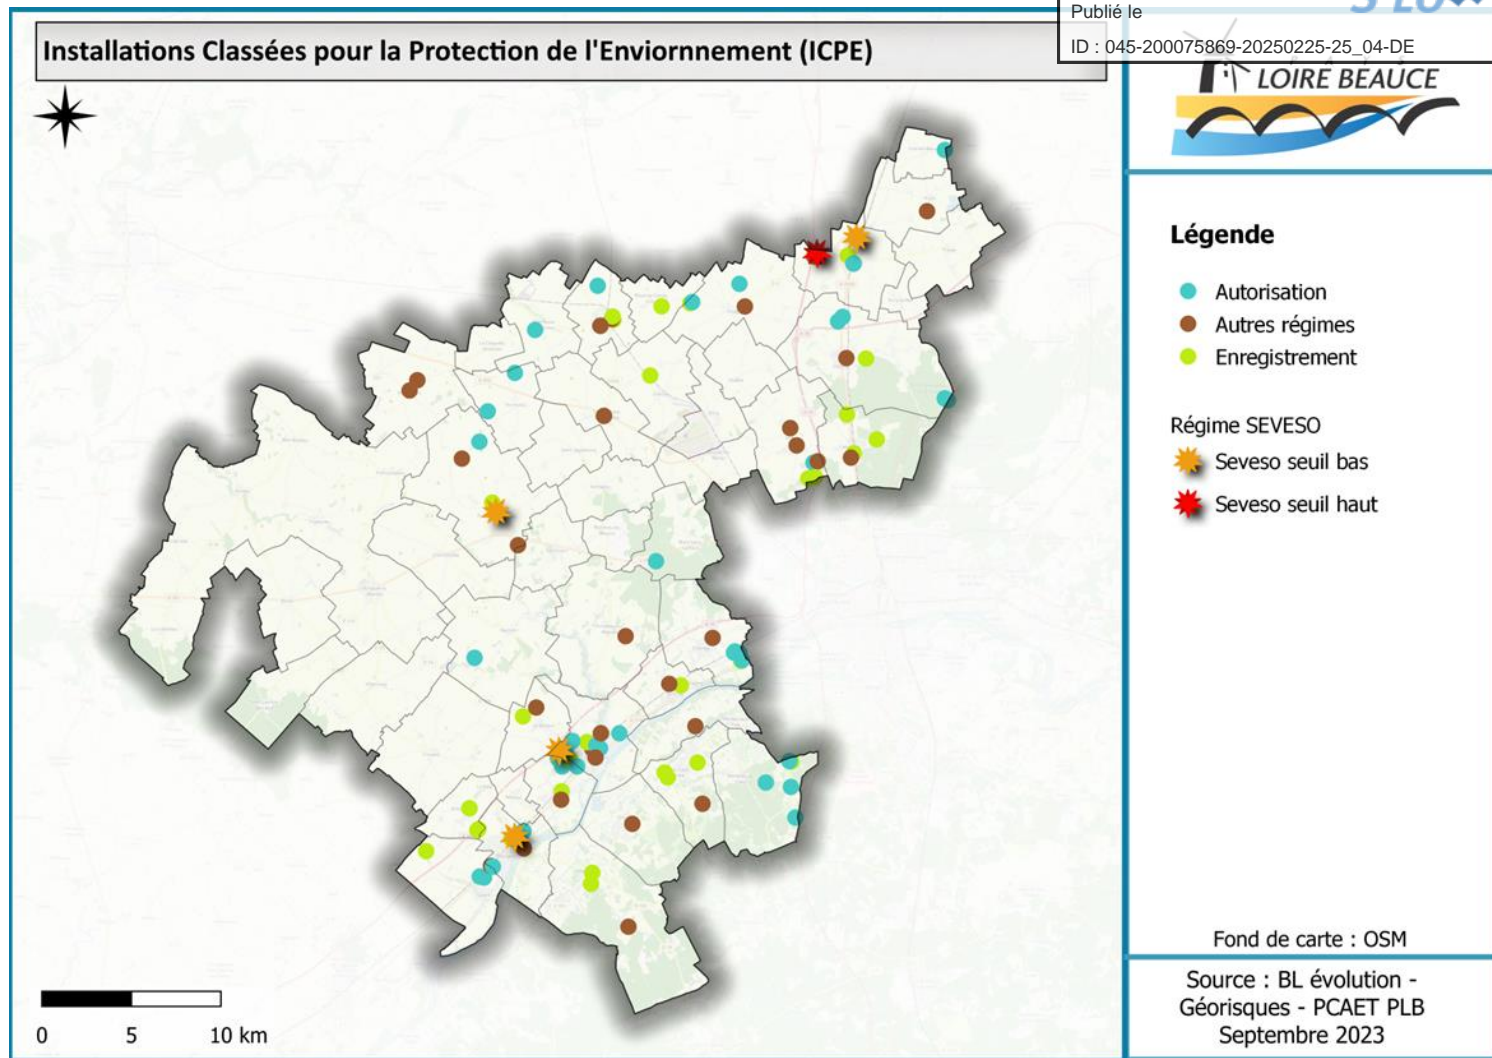 Publié le
ID : 045-200075869-20250225-25_04-DE
Installations Classées pour la Protection de l'Enviornnement (ICPE)
PAYS
LOIRE BEAUCE
Légende
Autorisation
Autres régimes
Enregistrement
Régime SEVESO
Seveso seuil bas
Seveso seuil haut
Fond de carte : OSM
Source : BL évolution -
Géorisques - PCAET PLB
Septembre 2023
0 5 10 km